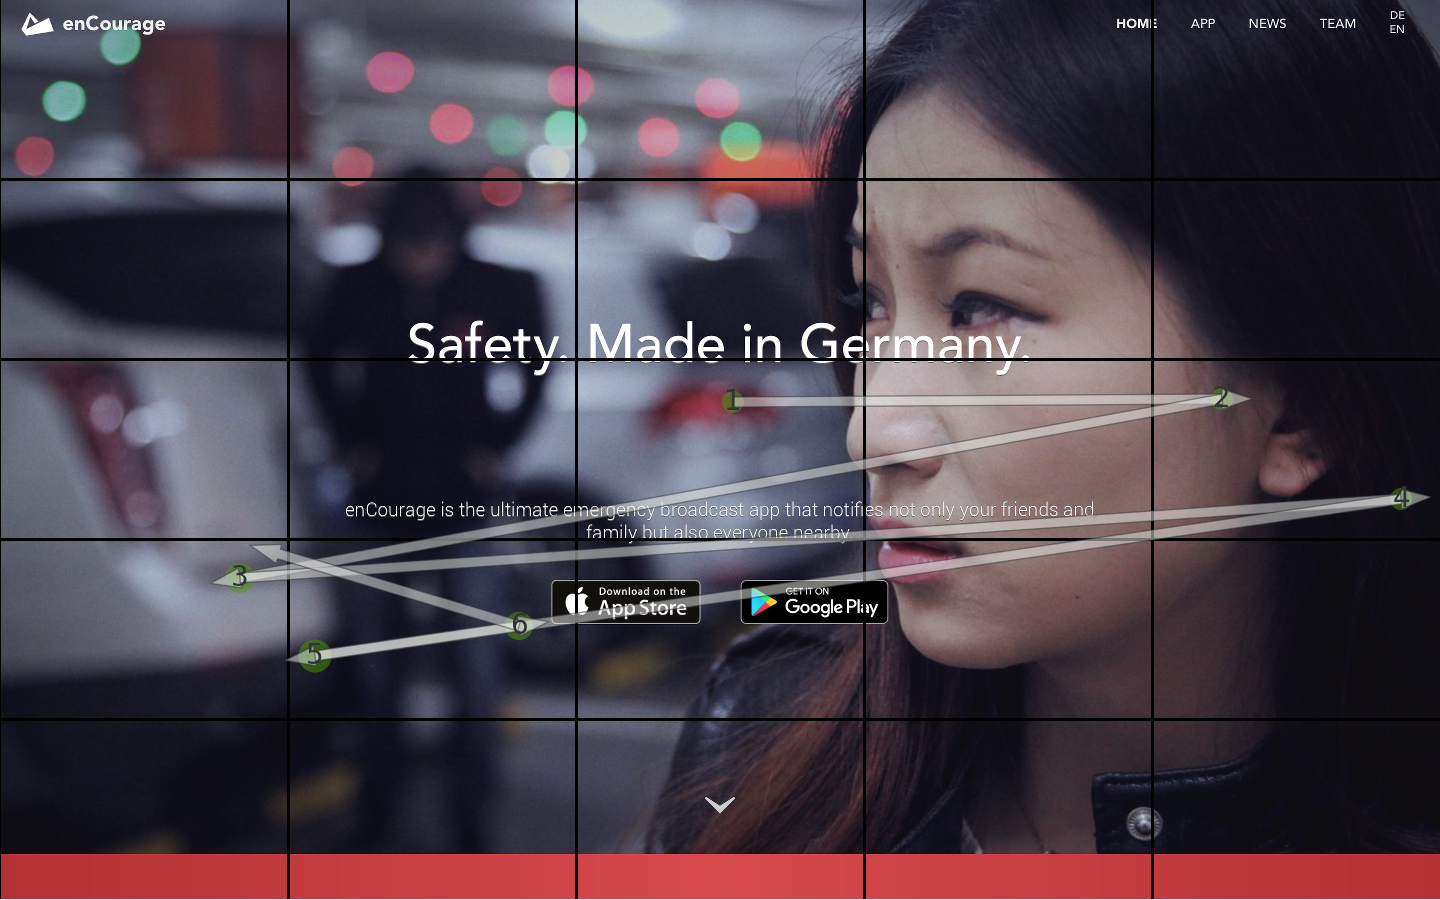 enCourage
HOME APP NEWS TEAM DE
EN
Safety. Made in Germany.
1
2
enCourage is the ultimate emergency broadcast app that notifies not only your friends and
family but also everyone nearby
3
4
5
6
Download on the
App Store
GET IT ON
Google Play